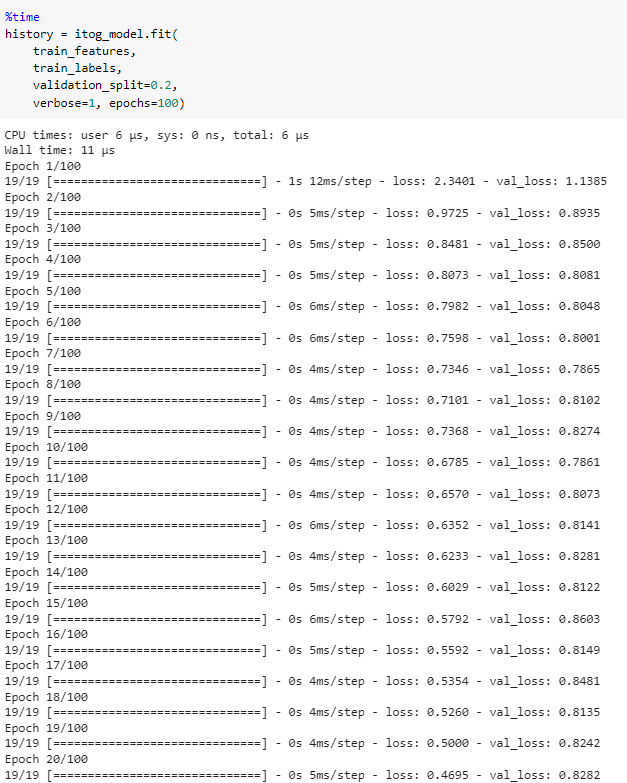 %time
history = itog_model.fit(
    train_features,
    train_labels,
    validation_split=0.2,
    verbose=1, epochs=100)
CPU times: user 6 µs, sys: 0 ns, total: 6 µs
Wall time: 11 µs
Epoch 1/100
19/19 [==============================] - 1s 12ms/step - loss: 2.3401 - val_loss: 1.1385
Epoch 2/100
19/19 [==============================] - 0s 5ms/step - loss: 0.9725 - val_loss: 0.8935
Epoch 3/100
19/19 [==============================] - 0s 5ms/step - loss: 0.8481 - val_loss: 0.8500
Epoch 4/100
19/19 [==============================] - 0s 5ms/step - loss: 0.8073 - val_loss: 0.8081
Epoch 5/100
19/19 [==============================] - 0s 6ms/step - loss: 0.7982 - val_loss: 0.8048
Epoch 6/100
19/19 [==============================] - 0s 6ms/step - loss: 0.7598 - val_loss: 0.8001
Epoch 7/100
19/19 [==============================] - 0s 4ms/step - loss: 0.7346 - val_loss: 0.7865
Epoch 8/100
19/19 [==============================] - 0s 4ms/step - loss: 0.7101 - val_loss: 0.8102
Epoch 9/100
19/19 [==============================] - 0s 4ms/step - loss: 0.7368 - val_loss: 0.8274
Epoch 10/100
19/19 [==============================] - 0s 4ms/step - loss: 0.6785 - val_loss: 0.7861
Epoch 11/100
19/19 [==============================] - 0s 4ms/step - loss: 0.6570 - val_loss: 0.8073
Epoch 12/100
19/19 [==============================] - 0s 6ms/step - loss: 0.6352 - val_loss: 0.8141
Epoch 13/100
19/19 [==============================] - 0s 4ms/step - loss: 0.6233 - val_loss: 0.8281
Epoch 14/100
19/19 [==============================] - 0s 5ms/step - loss: 0.6029 - val_loss: 0.8122
Epoch 15/100
19/19 [==============================] - 0s 6ms/step - loss: 0.5792 - val_loss: 0.8603
Epoch 16/100
19/19 [==============================] - 0s 5ms/step - loss: 0.5592 - val_loss: 0.8149
Epoch 17/100
19/19 [==============================] - 0s 4ms/step - loss: 0.5354 - val_loss: 0.8481
Epoch 18/100
19/19 [==============================] - 0s 4ms/step - loss: 0.5260 - val_loss: 0.8135
Epoch 19/100
19/19 [==============================] - 0s 4ms/step - loss: 0.5000 - val_loss: 0.8242
Epoch 20/100
19/19 [==============================] - 0s 5ms/step - loss: 0.4695 - val_loss: 0.8282